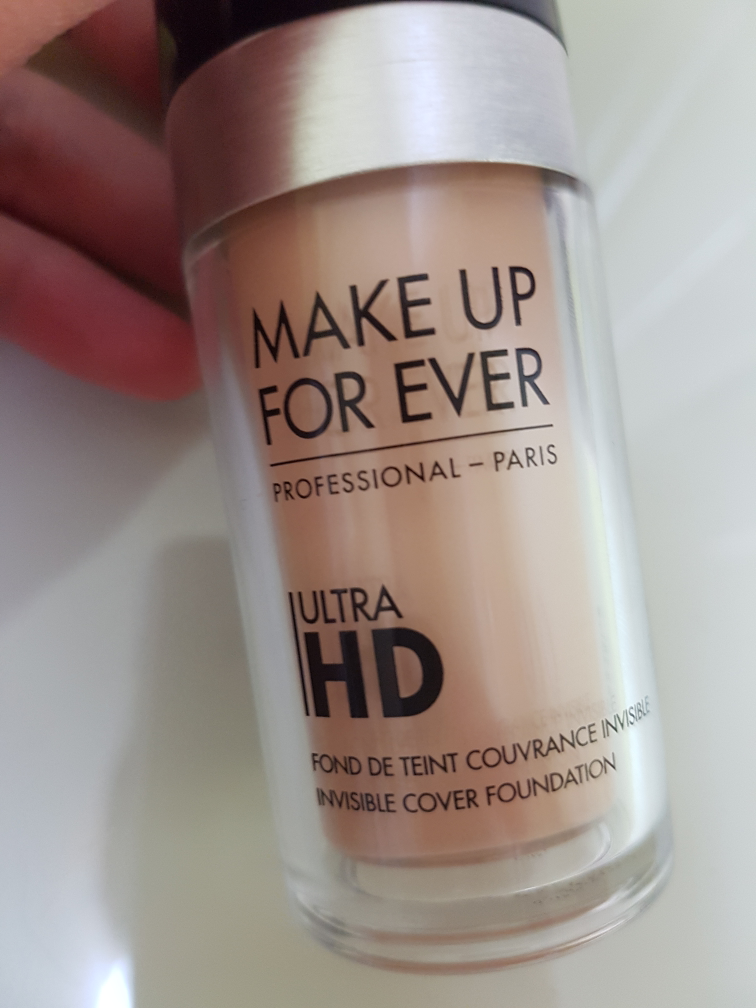 MAKE UP
FOR EVER
PROFESSIONAL – PARIS
ULTRA
HD
FOND DE TEINT COUVRANCE INVISIBLE
INVISIBLE COVER FOUNDATION